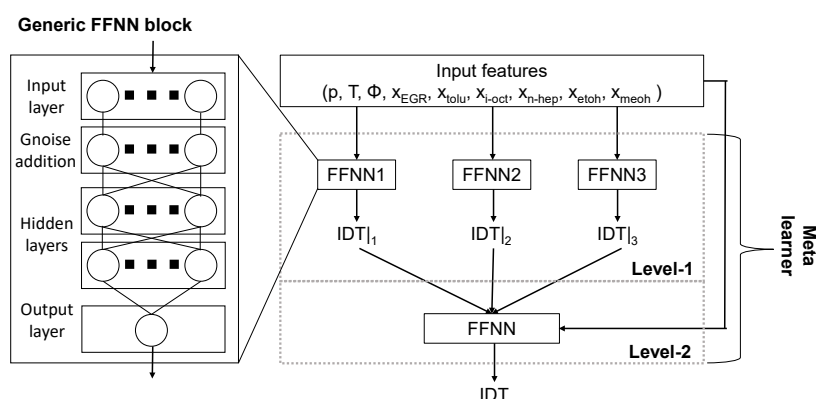 Generic FFNN block
Input
layer
Gnoise
addition
Hidden
layers
Output
layer
Input features
(p, T, Φ, x_EGR, x_tolu, x_i-oct, x_n-hep, x_etoh, x_meoh )
FFNN1
FFNN2
FFNN3
IDT|₁
IDT|₂
IDT|₃
Level-1
FFNN
Level-2
IDT
Meta
learner